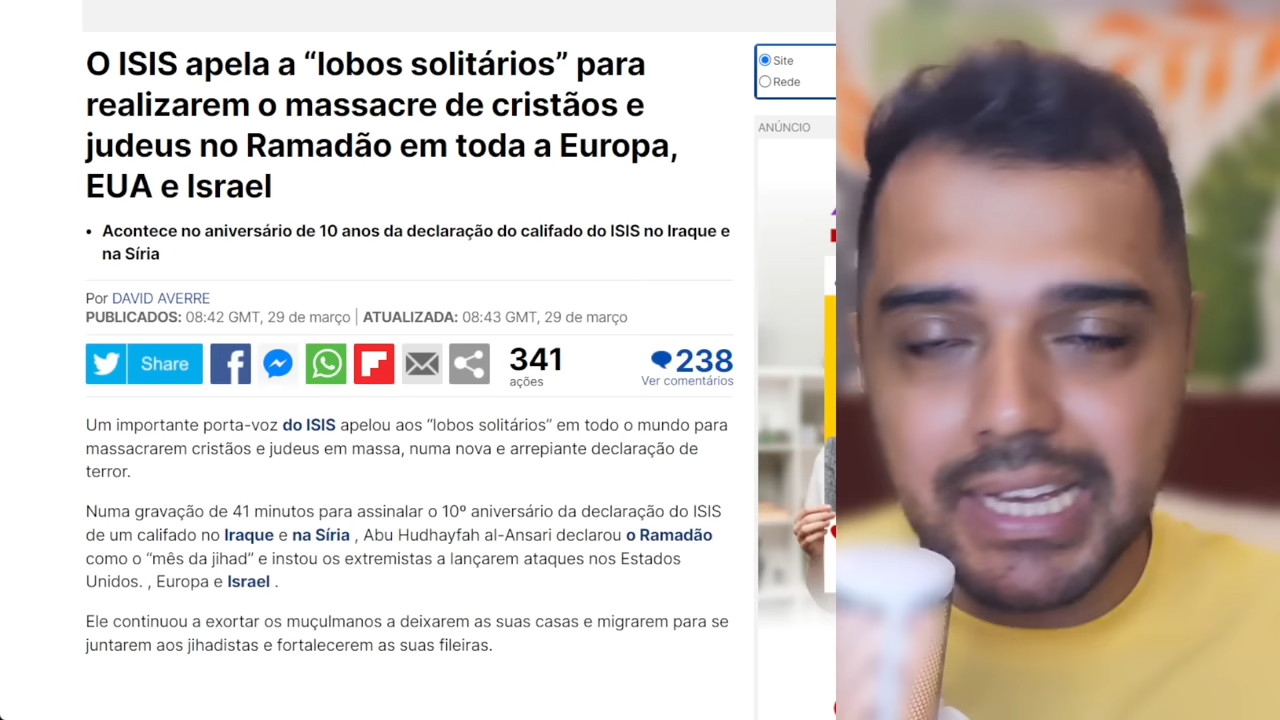 O ISIS apela a “lobos solitários” para
realizarem o massacre de cristãos e
judeus no Ramadão em toda a Europa,
EUA e Israel
• Acontece no aniversário de 10 anos da declaração do califado do ISIS no Iraque e
na Síria
Por DAVID AVERRE
PUBLICADOS: 08:42 GMT, 29 de março | ATUALIZADA: 08:43 GMT, 29 de março
Share
341
ações
238
Ver comentários
Um importante porta-voz do ISIS apelou aos “lobos solitários” em todo o mundo para
massacrarem cristãos e judeus em massa, numa nova e arrepiante declaração de
terror.
Numa gravação de 41 minutos para assinalar o 10º aniversário da declaração do ISIS
de um califado no Iraque e na Síria , Abu Hudhayfah al-Ansari declarou o Ramadão
como o “mês da jihad” e instou os extremistas a lançarem ataques nos Estados
Unidos. , Europa e Israel .
Ele continuou a exortar os muçulmanos a deixarem as suas casas e migrarem para se
juntarem aos jihadistas e fortalecerem as suas fileiras.
Site
Rede
ANÚNCIO